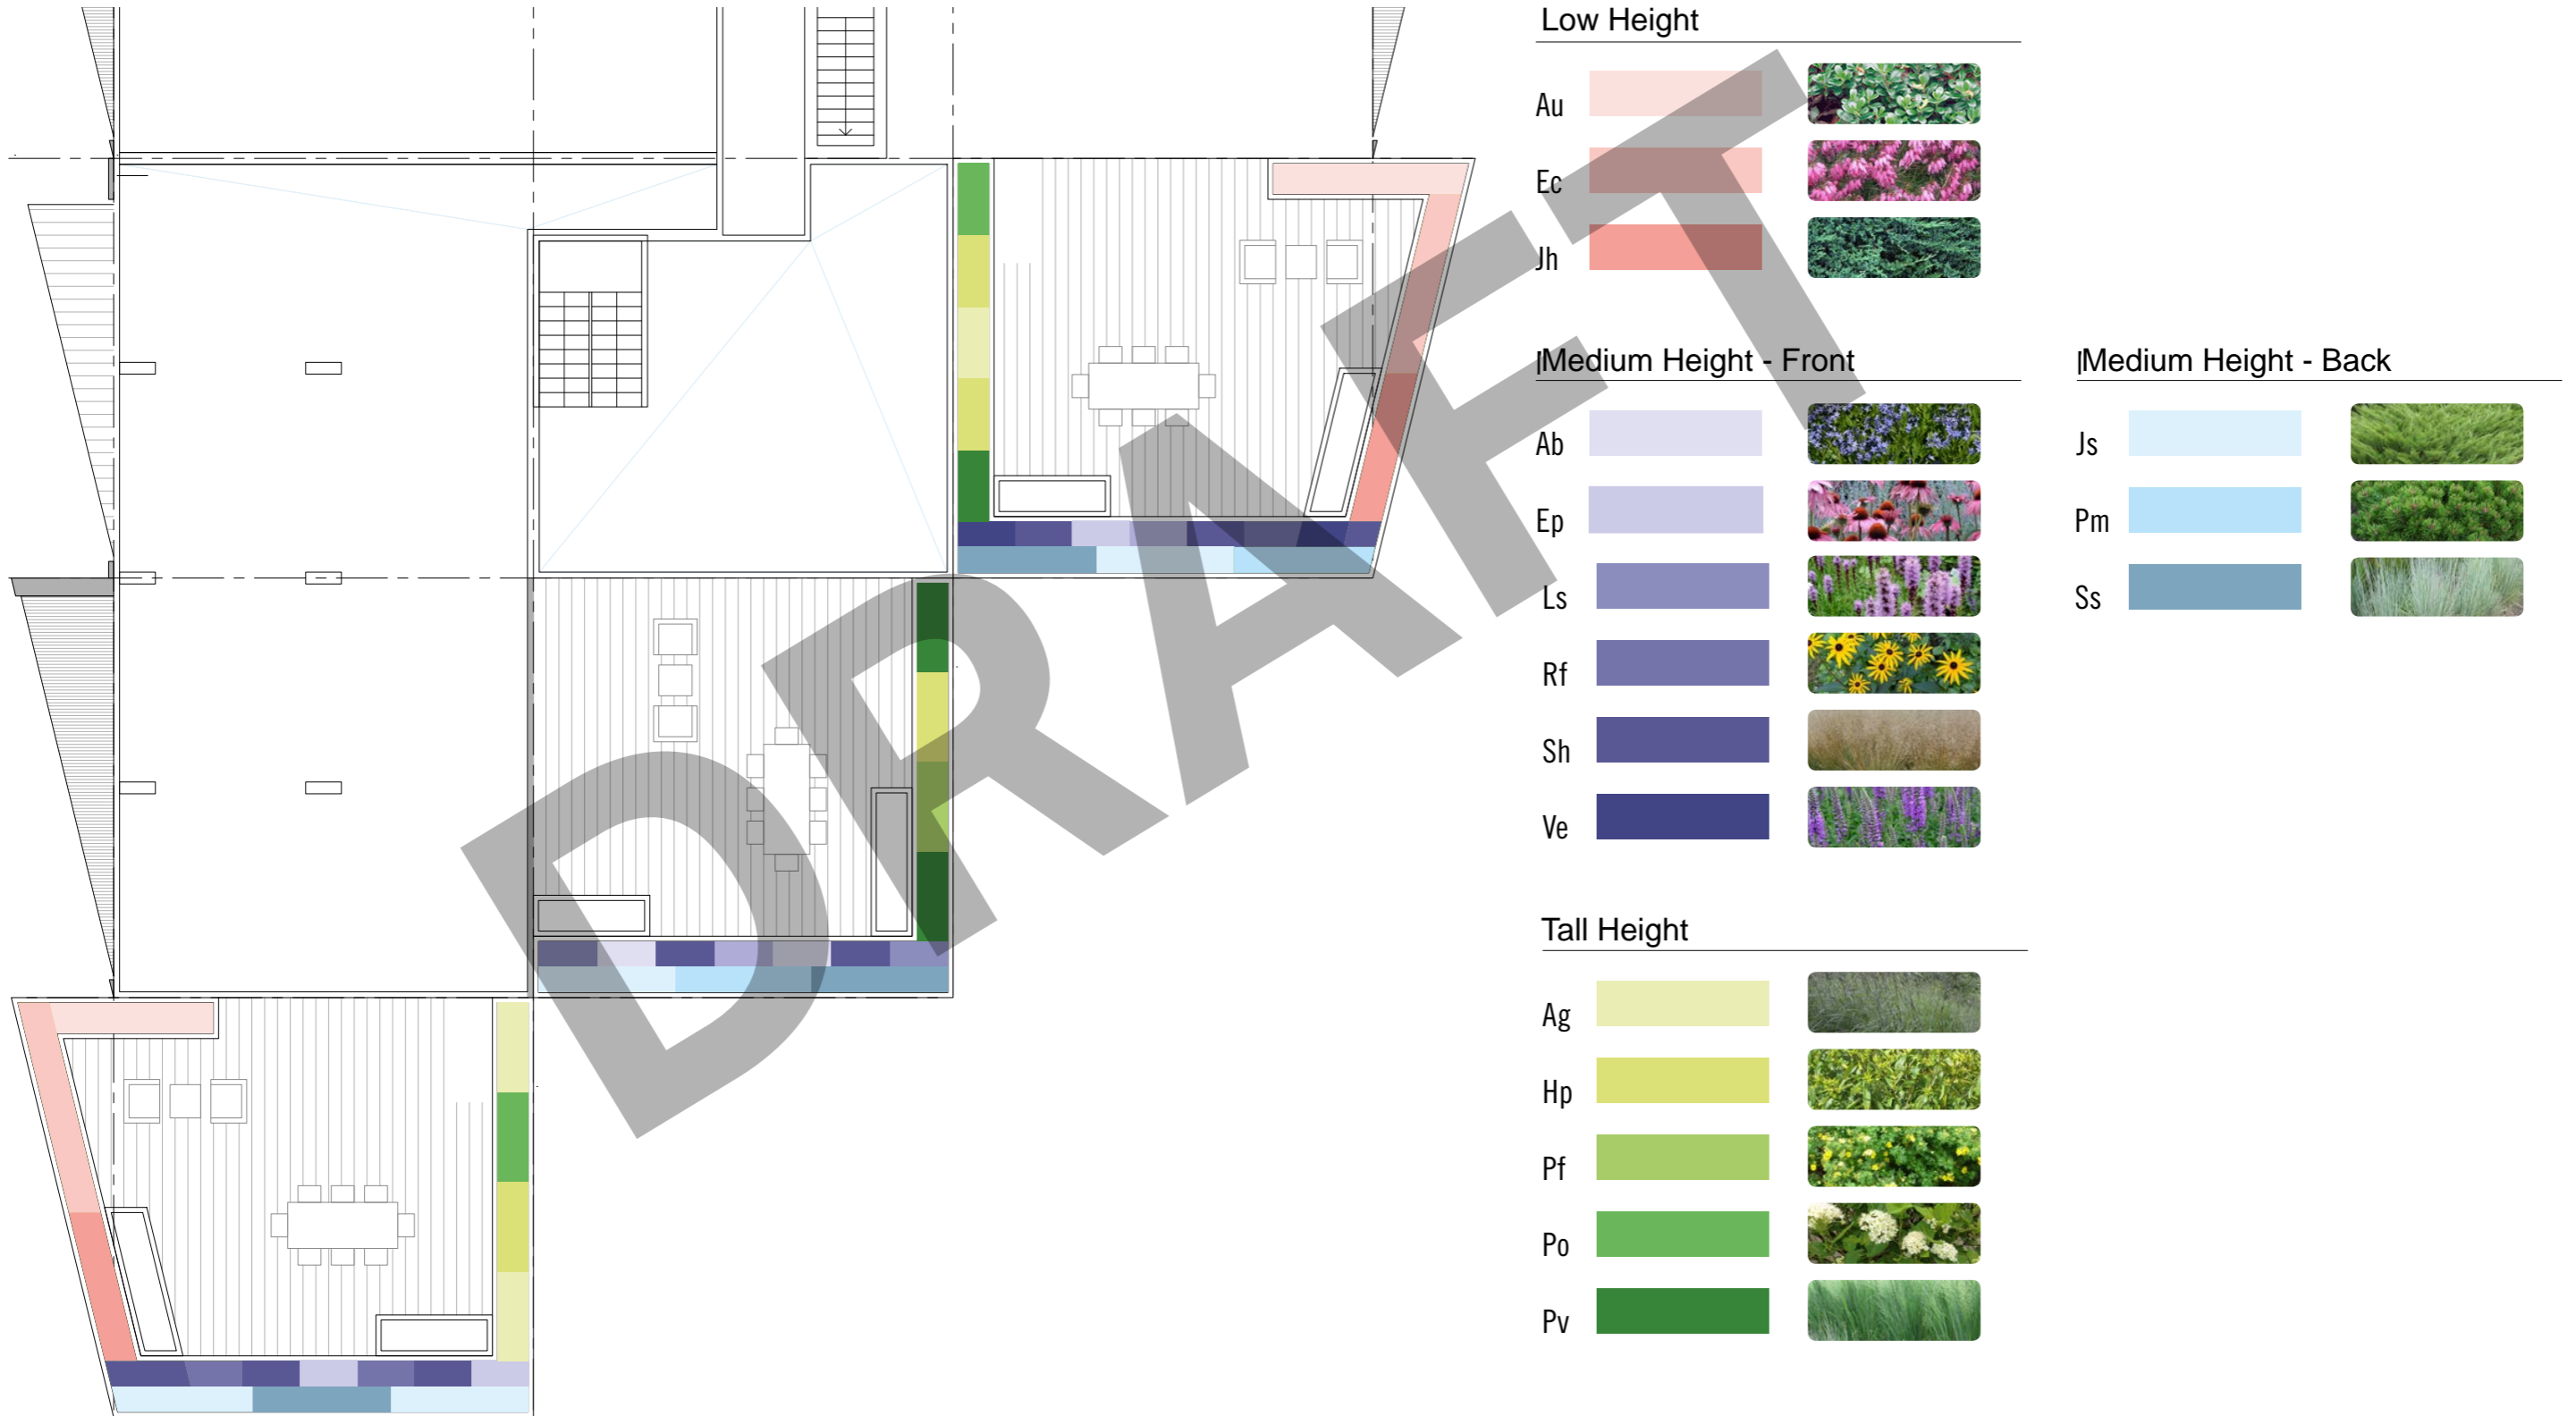 Low Height
Au
Ec
Jh
Medium Height - Front
Ab
Ep
Ls
Rf
Sh
Ve
Medium Height - Back
Js
Pm
Ss
Tall Height
Ag
Hp
Pf
Po
Pv
DRAFT